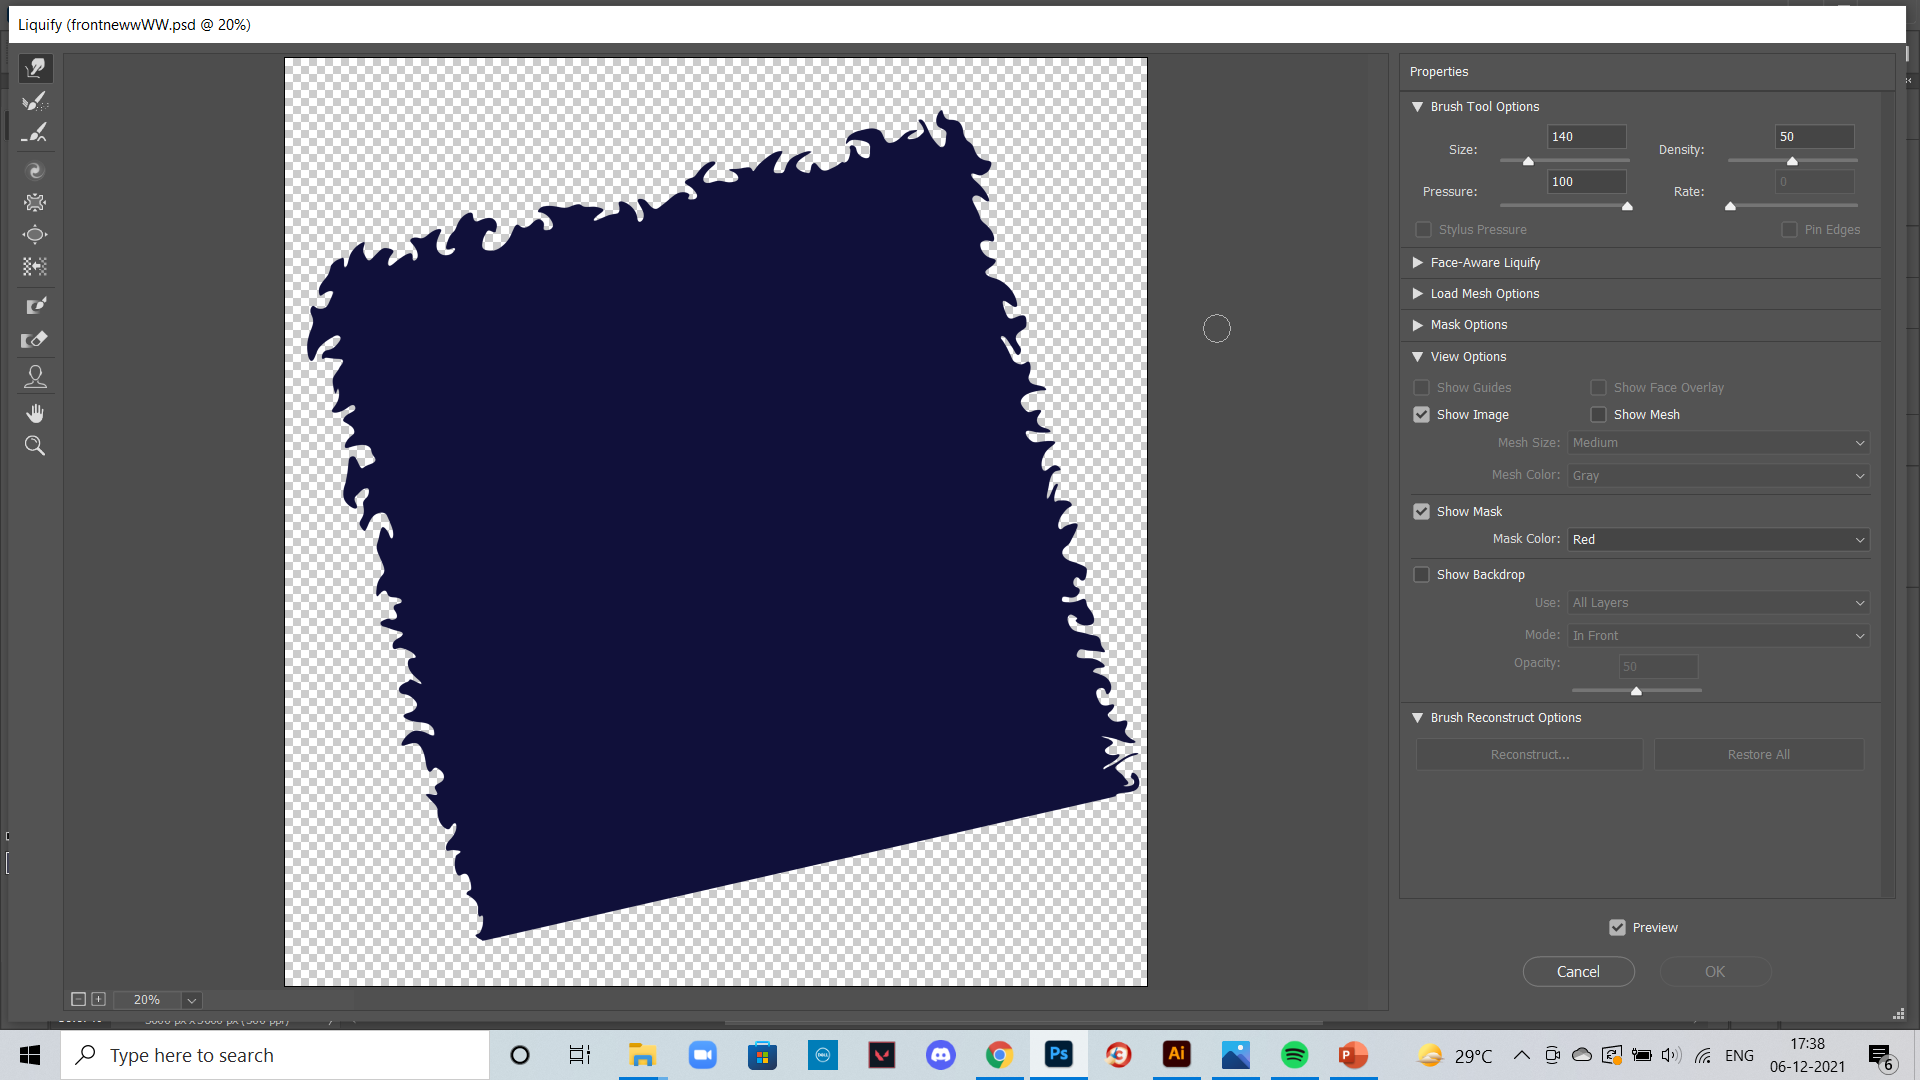 Liquify (frontnewwWW.psd @ 20%)
Properties
Brush Tool Options
Size: 140 Density: 50
Pressure: 100 Rate: 0
Stylus Pressure Pin Edges
Face-Aware Liquify
Load Mesh Options
Mask Options
View Options
Show Guides Show Face Overlay
Show Image Show Mesh
Mesh Size: Medium
Mesh Color: Gray
Show Mask
Mask Color: Red
Show Backdrop
Use: All Layers
Mode: In Front
Opacity: 50
Brush Reconstruct Options
Reconstruct... Restore All
Preview
Cancel OK
20%
Type here to search
DELL
Ps
Ai
P
29°C
ENG
17:38
06-12-2021
6